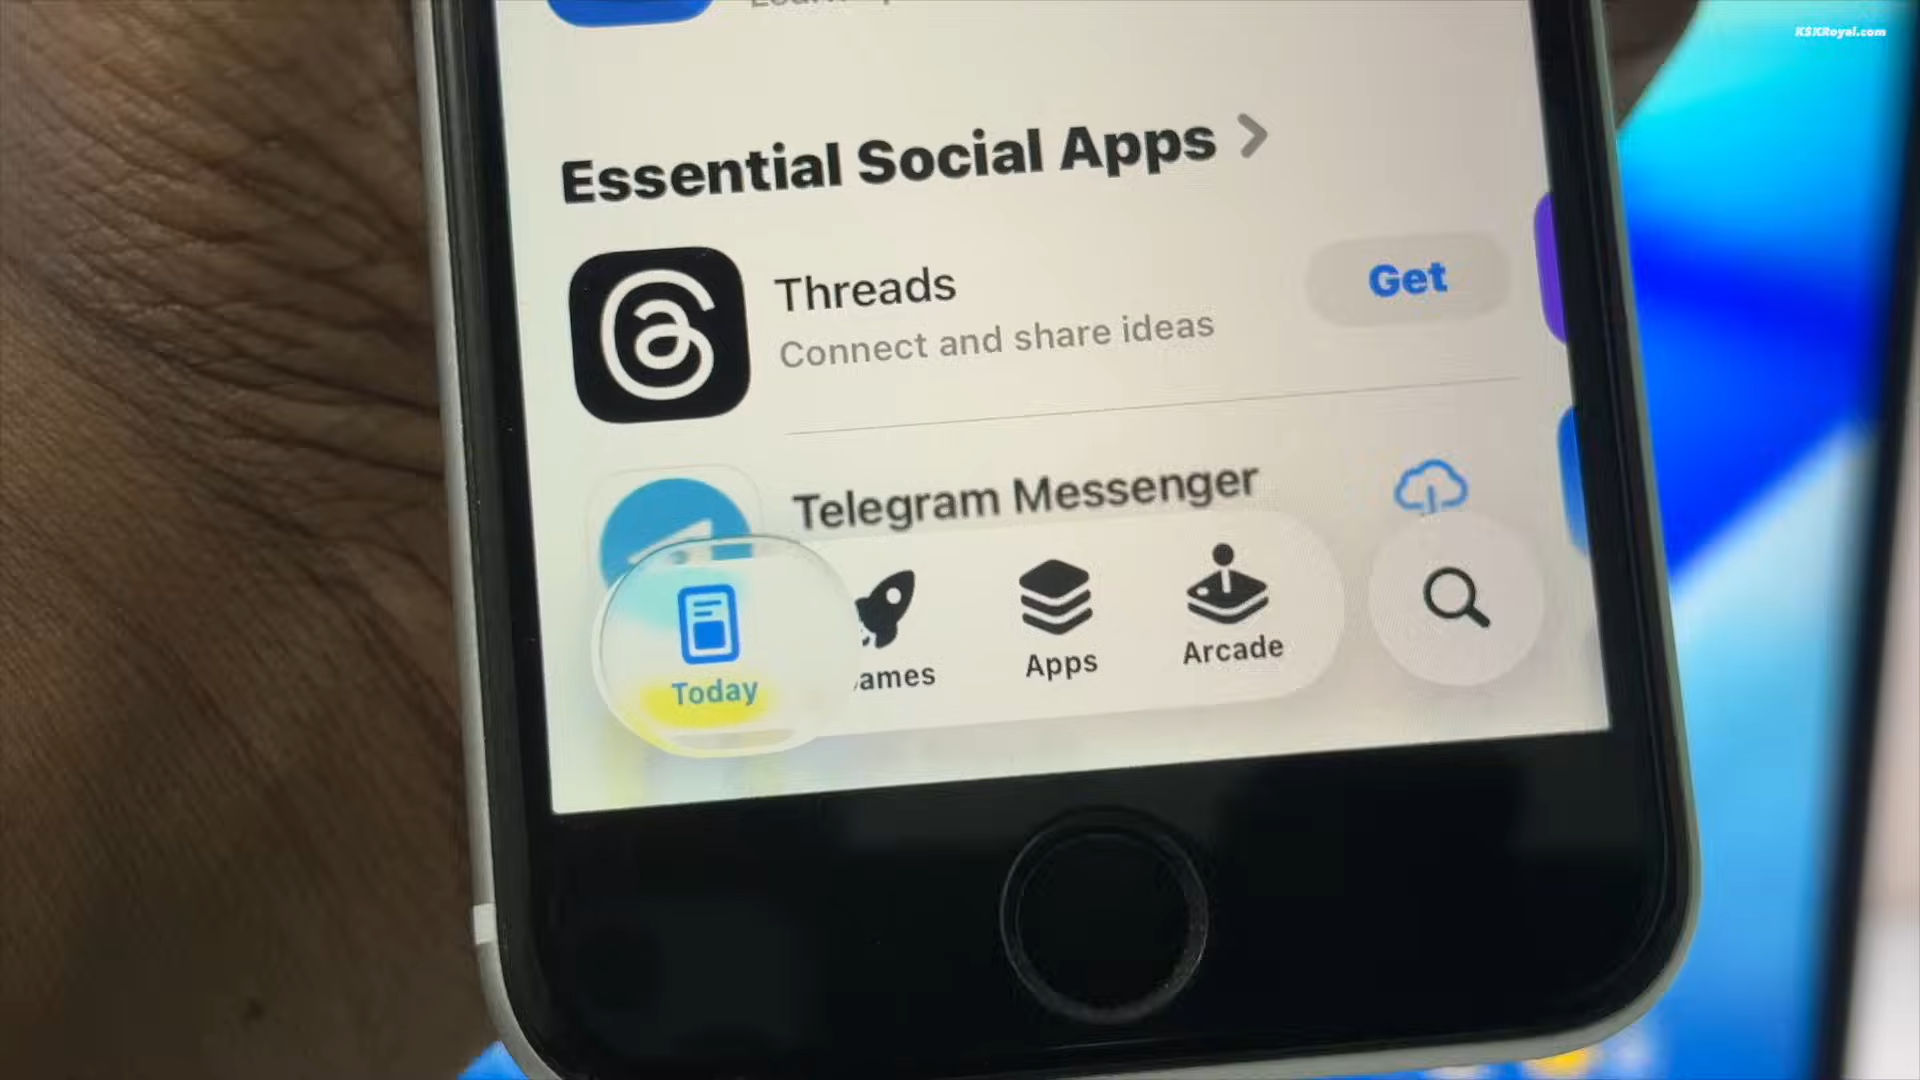 KSKRoyal.com
Essential Social Apps
Threads
Get
Connect and share ideas
Telegram Messenger
Today
ames
Apps
Arcade